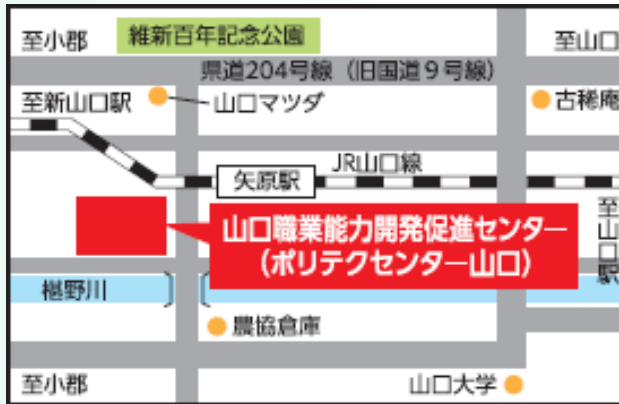 至小郡
維新百年記念公園
至山口
県道204号線（旧国道9号線）
至新山口駅
山口マツダ
古稀庵
JR山口線
矢原駅
山口職業能力開発促進センター
（ポリテクセンター山口）
至山口駅
椹野川
農協倉庫
至小郡
山口大学